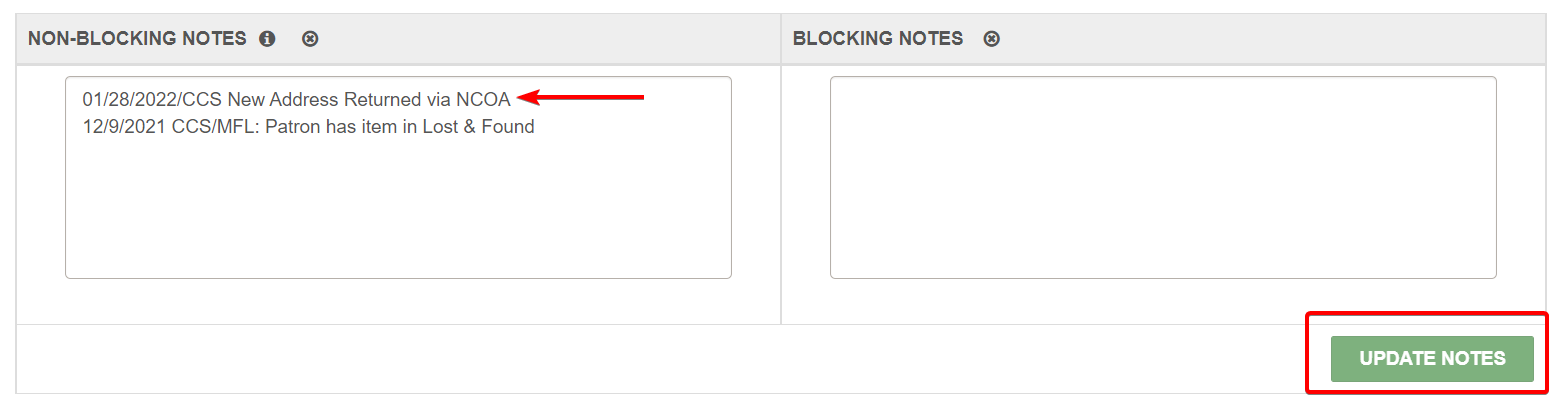 NON-BLOCKING NOTES
BLOCKING NOTES
01/28/2022/CCS New Address Returned via NCOA
12/9/2021 CCS/MFL: Patron has item in Lost & Found
UPDATE NOTES